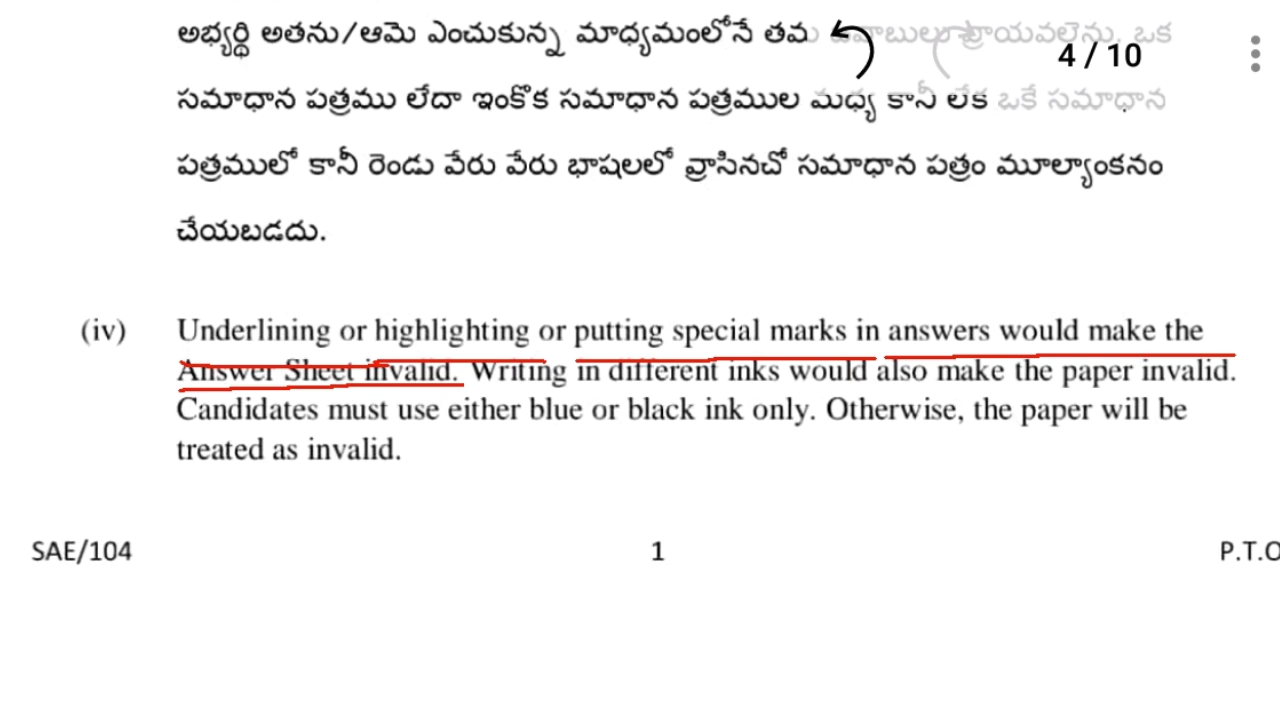 అభ్యర్థి అతను/ఆమె ఎంచుకున్న మాధ్యమంలోనే తమ వ్రాయవలెను. ఒక
4 / 10
సమాధాన పత్రము లేదా ఇంకొక సమాధాన పత్రముల మధ్య కానీ లేక ఒకే సమాధాన
పత్రములో కానీ రెండు వేరు వేరు భాషలలో వ్రాసినచో సమాధాన పత్రం మూల్యాంకనం
చేయబడదు.
(iv) Underlining or highlighting or putting special marks in answers would make the
Answer Sheet invalid. Writing in different inks would also make the paper invalid.
Candidates must use either blue or black ink only. Otherwise, the paper will be
treated as invalid.
SAE/104 1 P.T.O